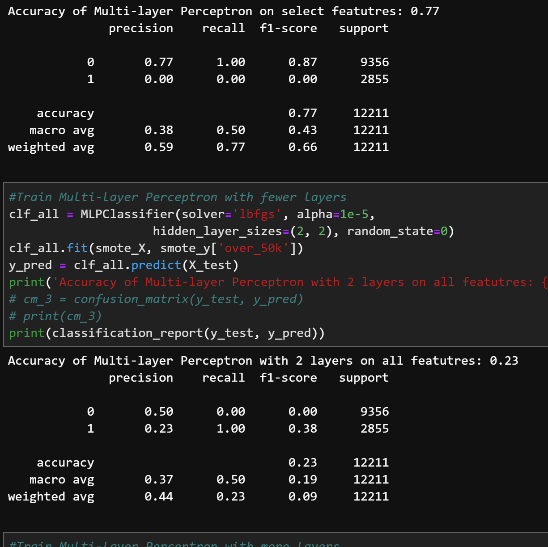 Accuracy of Multi-layer Perceptron on select featutres: 0.77
precision recall f1-score support
0 0.77 1.00 0.87 9356
1 0.00 0.00 0.00 2855
accuracy 0.77 12211
macro avg 0.38 0.50 0.43 12211
weighted avg 0.59 0.77 0.66 12211
#Train Multi-Layer Perceptron with fewer layers
clf_all = MLPClassifier(solver='lbfgs', alpha=1e-5,
hidden_layer_sizes=(2, 2), random_state=0)
clf_all.fit(smote_X, smote_y['over_50k'])
y_pred = clf_all.predict(X_test)
print('Accuracy of Multi-layer Perceptron with 2 layers on all featutres: {
# cm_3 = confusion_matrix(y_test, y_pred)
# print(cm_3)
print(classification_report(y_test, y_pred))
Accuracy of Multi-layer Perceptron with 2 layers on all featutres: 0.23
precision recall f1-score support
0 0.50 0.00 0.00 9356
1 0.23 1.00 0.38 2855
accuracy 0.23 12211
macro avg 0.37 0.50 0.19 12211
weighted avg 0.44 0.23 0.09 12211
#Train Multi-Layer Perceptron with more layers